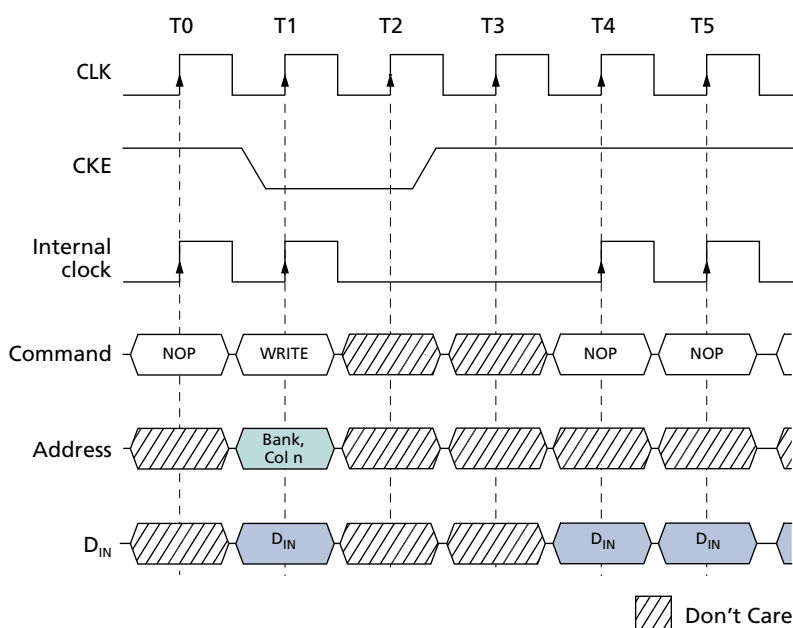 T0 T1 T2 T3 T4 T5
CLK
CKE
Internal
clock
Command NOP WRITE NOP NOP
Address Bank,
Col n
DIN DIN DIN DIN
Don't Care